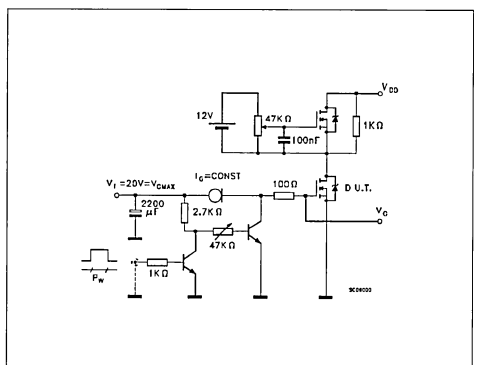 V_DD
12V
47KΩ
100nF
1KΩ
I_G=CONST
V_i=20V=V_GMAX
100Ω
D.U.T.
2200
μF
2.7KΩ
V_G
47KΩ
1KΩ
P_W